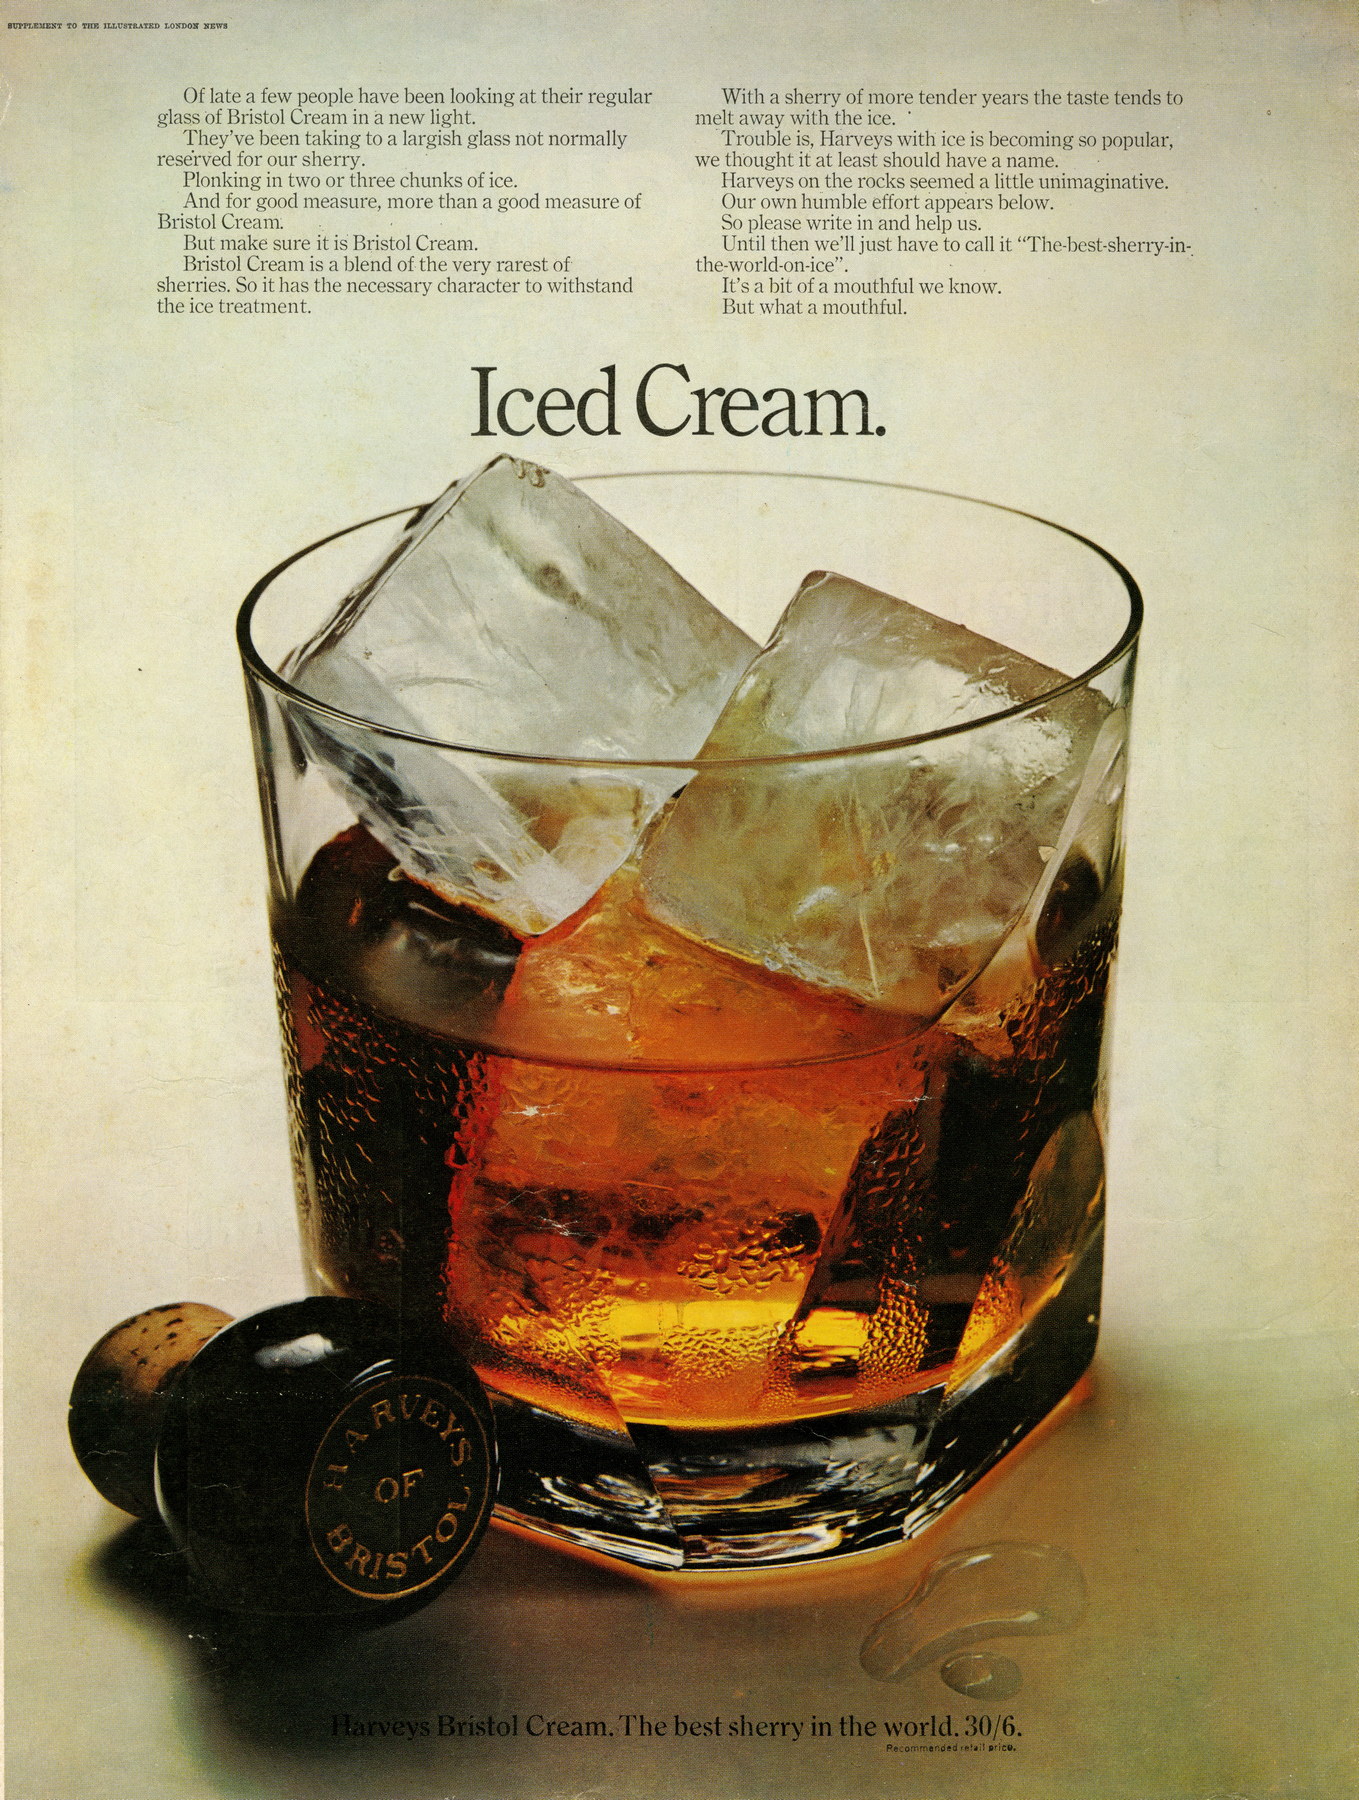 SUPPLEMENT TO THE ILLUSTRATED LONDON NEWS
Of late a few people have been looking at their regular
glass of Bristol Cream in a new light.
They've been taking to a largish glass not normally
reserved for our sherry.
Plonking in two or three chunks of ice.
And for good measure, more than a good measure of
Bristol Cream.
But make sure it is Bristol Cream.
Bristol Cream is a blend of the very rarest of
sherries. So it has the necessary character to withstand
the ice treatment.
With a sherry of more tender years the taste tends to
melt away with the ice.
Trouble is, Harveys with ice is becoming so popular,
we thought it at least should have a name.
Harveys on the rocks seemed a little unimaginative.
Our own humble effort appears below.
So please write in and help us.
Until then we'll just have to call it “The-best-sherry-in-
the-world-on-ice”.
It's a bit of a mouthful we know.
But what a mouthful.
Iced Cream.
HARVEYS
OF
BRISTOL
Harveys Bristol Cream. The best sherry in the world. 30/6.
Recommended retail price.